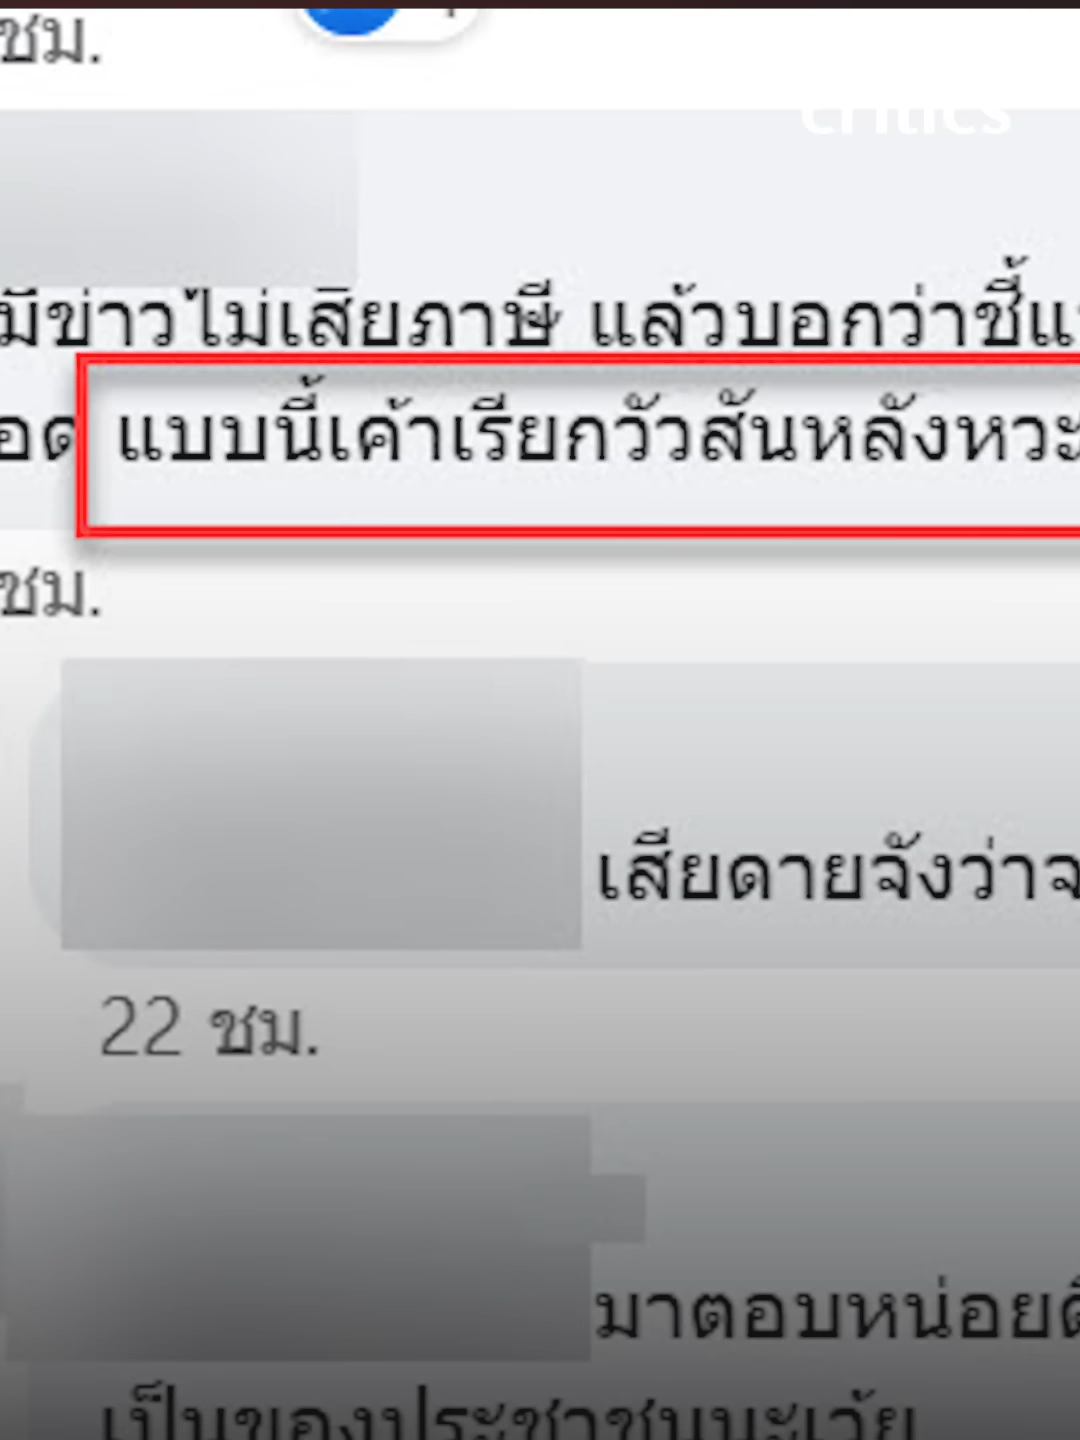 ชม.
critics
มีข่าวไม่เสียภาษี แล้วบอกว่าชี้แ
อด แบบนี้เค้าเรียกวัวสันหลังหวะ
ชม.
เสียดายจังว่าจ
22 ชม.
มาตอบหน่อยดิ
เป็นของประชาชนนะเว้ย